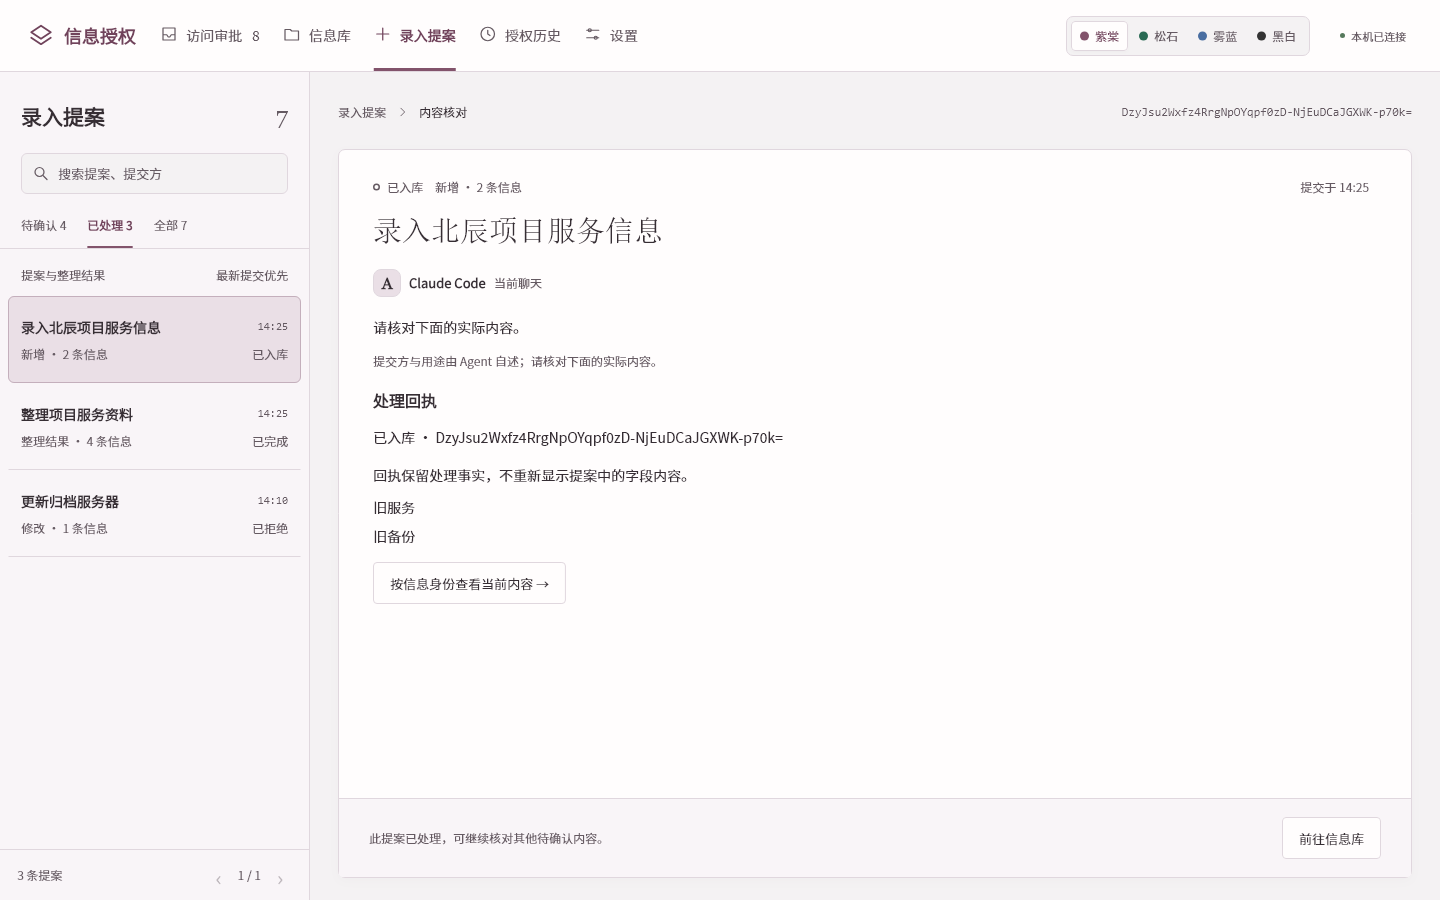 信息授权
访问审批 8
信息库
录入提案
授权历史
设置
紫棠
松石
雾蓝
黑白
本机已连接
录入提案 7
搜索提案、提交方
待确认 4
已处理 3
全部 7
提案与整理结果 最新提交优先
录入北辰项目服务信息 14:25
新增 · 2 条信息 已入库
整理项目服务资料 14:25
整理结果 · 4 条信息 已完成
更新归档服务器 14:10
修改 · 1 条信息 已拒绝
3 条提案 ‹ 1 / 1 ›
录入提案 > 内容核对
DzyJsu2Wxfz4RrgNpOYqpf0zD-NjEuDCaJGXWK-p70k=
已入库 新增 · 2 条信息 提交于 14:25
录入北辰项目服务信息
A Claude Code 当前聊天
请核对下面的实际内容。
提交方与用途由 Agent 自述；请核对下面的实际内容。
处理回执
已入库 · DzyJsu2Wxfz4RrgNpOYqpf0zD-NjEuDCaJGXWK-p70k=
回执保留处理事实，不重新显示提案中的字段内容。
旧服务
旧备份
按信息身份查看当前内容 →
此提案已处理，可继续核对其他待确认内容。
前往信息库